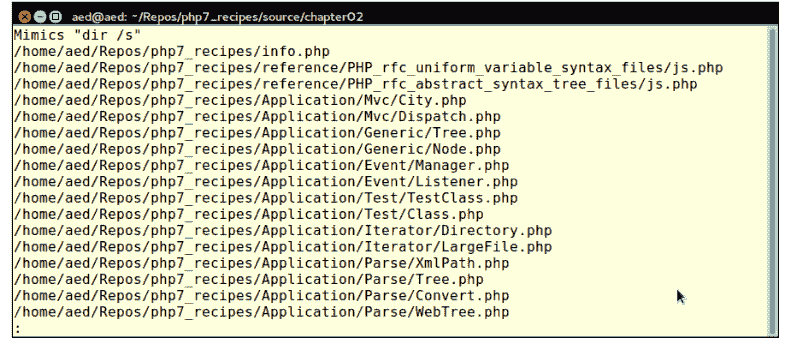 aed@aed: ~/Repos/php7_recipes/source/chapter02
Mimics "dir /s"
/home/aed/Repos/php7_recipes/info.php
/home/aed/Repos/php7_recipes/reference/PHP_rfc_uniform_variable_syntax_files/js.php
/home/aed/Repos/php7_recipes/reference/PHP_rfc_abstract_syntax_tree_files/js.php
/home/aed/Repos/php7_recipes/Application/Mvc/City.php
/home/aed/Repos/php7_recipes/Application/Mvc/Dispatch.php
/home/aed/Repos/php7_recipes/Application/Generic/Tree.php
/home/aed/Repos/php7_recipes/Application/Generic/Node.php
/home/aed/Repos/php7_recipes/Application/Event/Manager.php
/home/aed/Repos/php7_recipes/Application/Event/Listener.php
/home/aed/Repos/php7_recipes/Application/Test/TestClass.php
/home/aed/Repos/php7_recipes/Application/Test/Class.php
/home/aed/Repos/php7_recipes/Application/Iterator/Directory.php
/home/aed/Repos/php7_recipes/Application/Iterator/LargeFile.php
/home/aed/Repos/php7_recipes/Application/Parse/XmlPath.php
/home/aed/Repos/php7_recipes/Application/Parse/Tree.php
/home/aed/Repos/php7_recipes/Application/Parse/Convert.php
/home/aed/Repos/php7_recipes/Application/Parse/WebTree.php
: